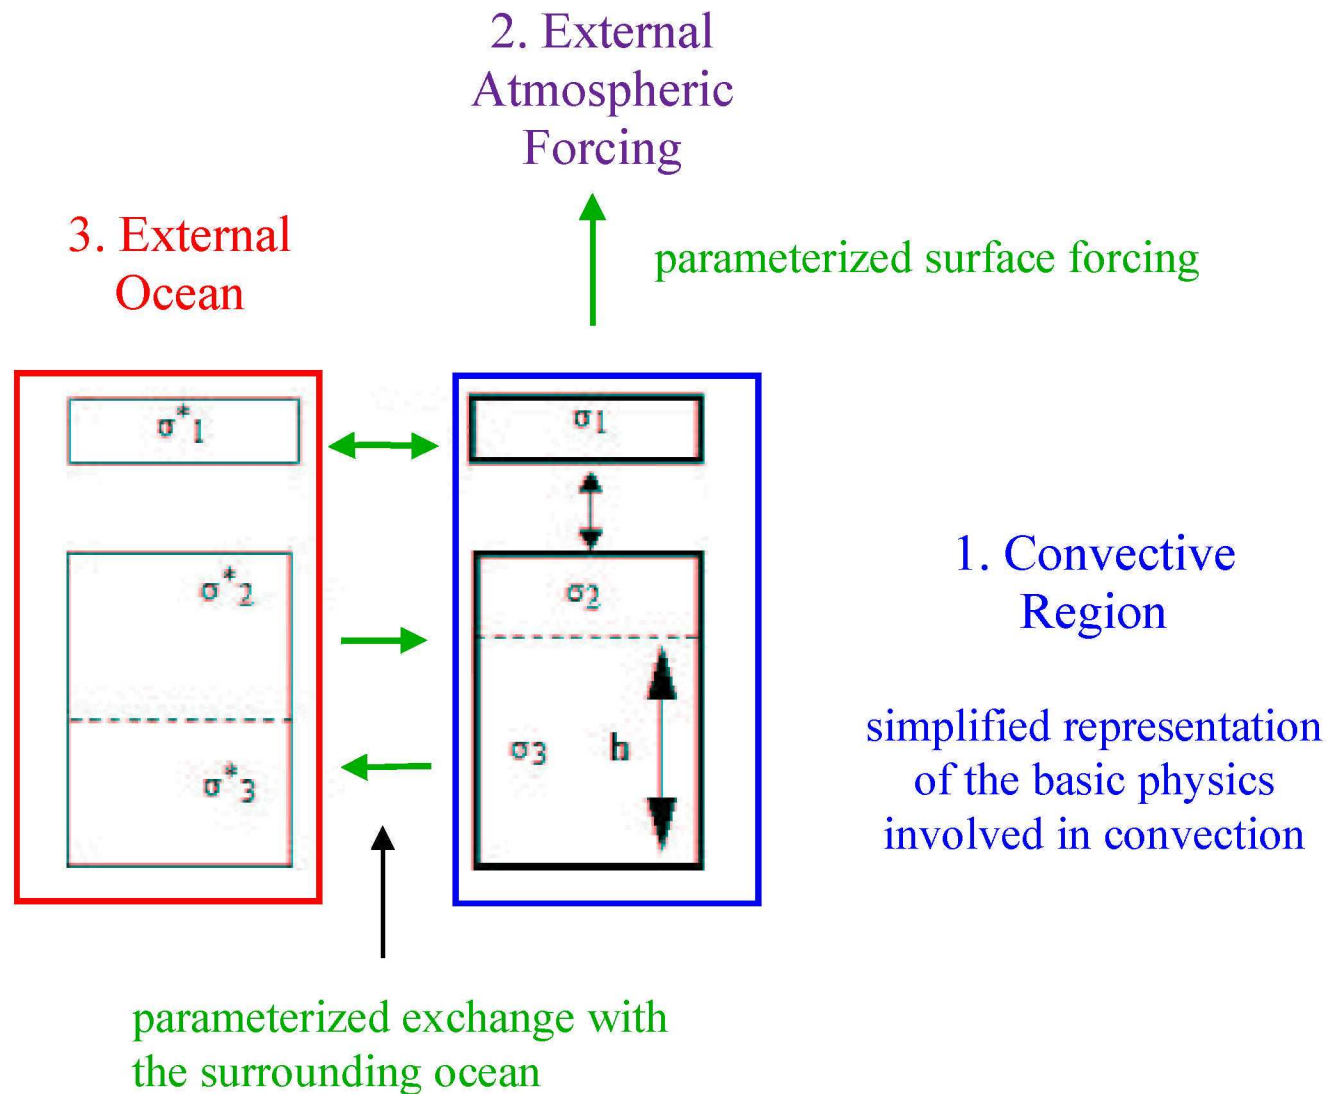 2. External
Atmospheric
Forcing
3. External
Ocean
parameterized surface forcing
σ*1
σ1
σ*2
σ2
1. Convective
Region
σ3 h
σ*3
simplified representation
of the basic physics
involved in convection
parameterized exchange with
the surrounding ocean